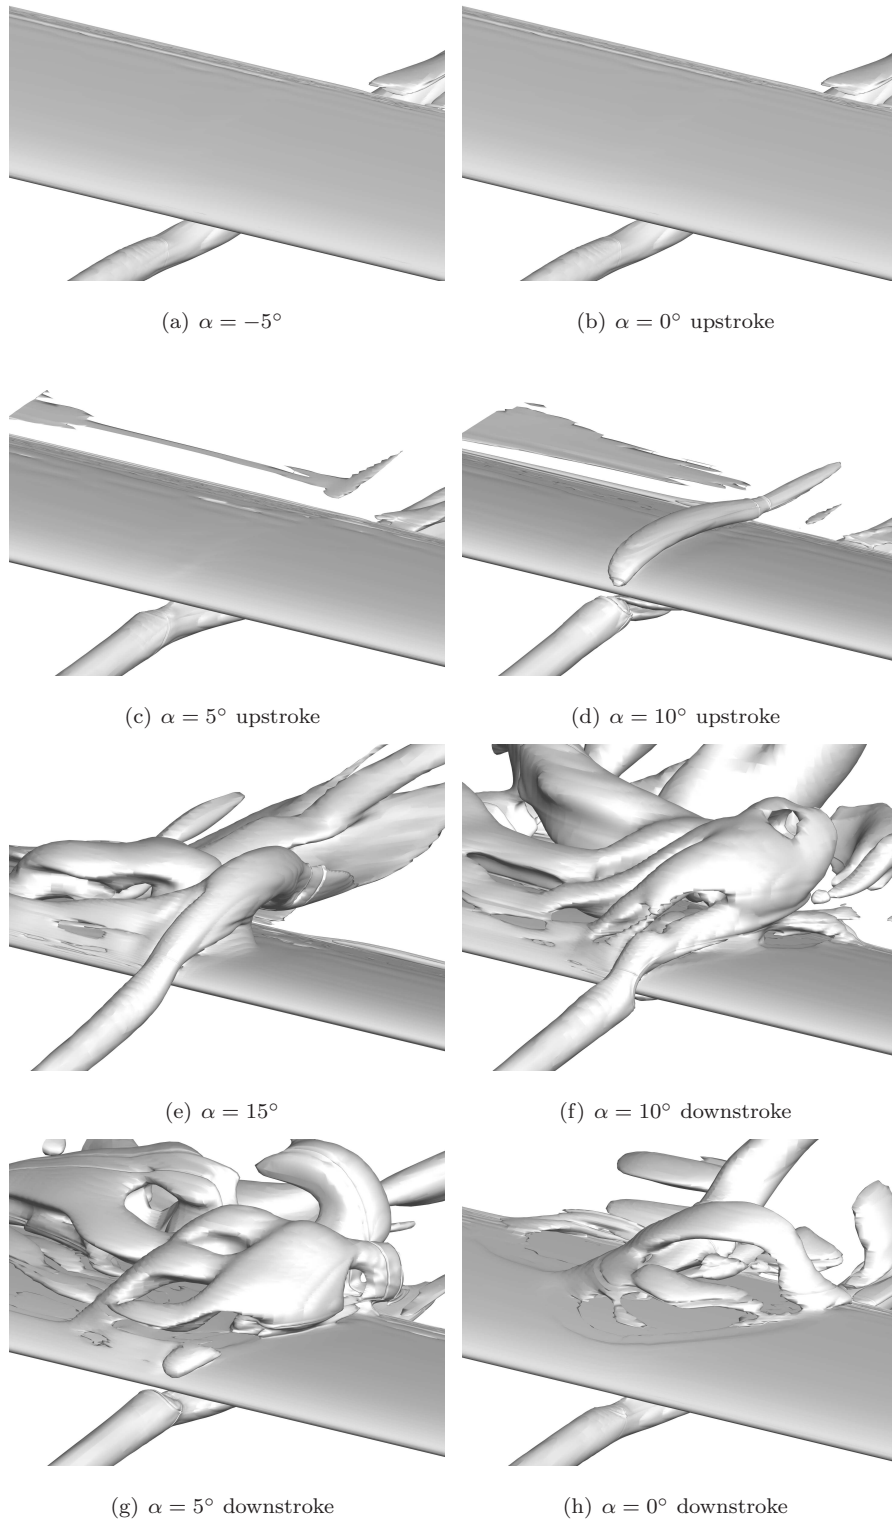 (a) α = −5°
(b) α = 0° upstroke
(c) α = 5° upstroke
(d) α = 10° upstroke
(e) α = 15°
(f) α = 10° downstroke
(g) α = 5° downstroke
(h) α = 0° downstroke